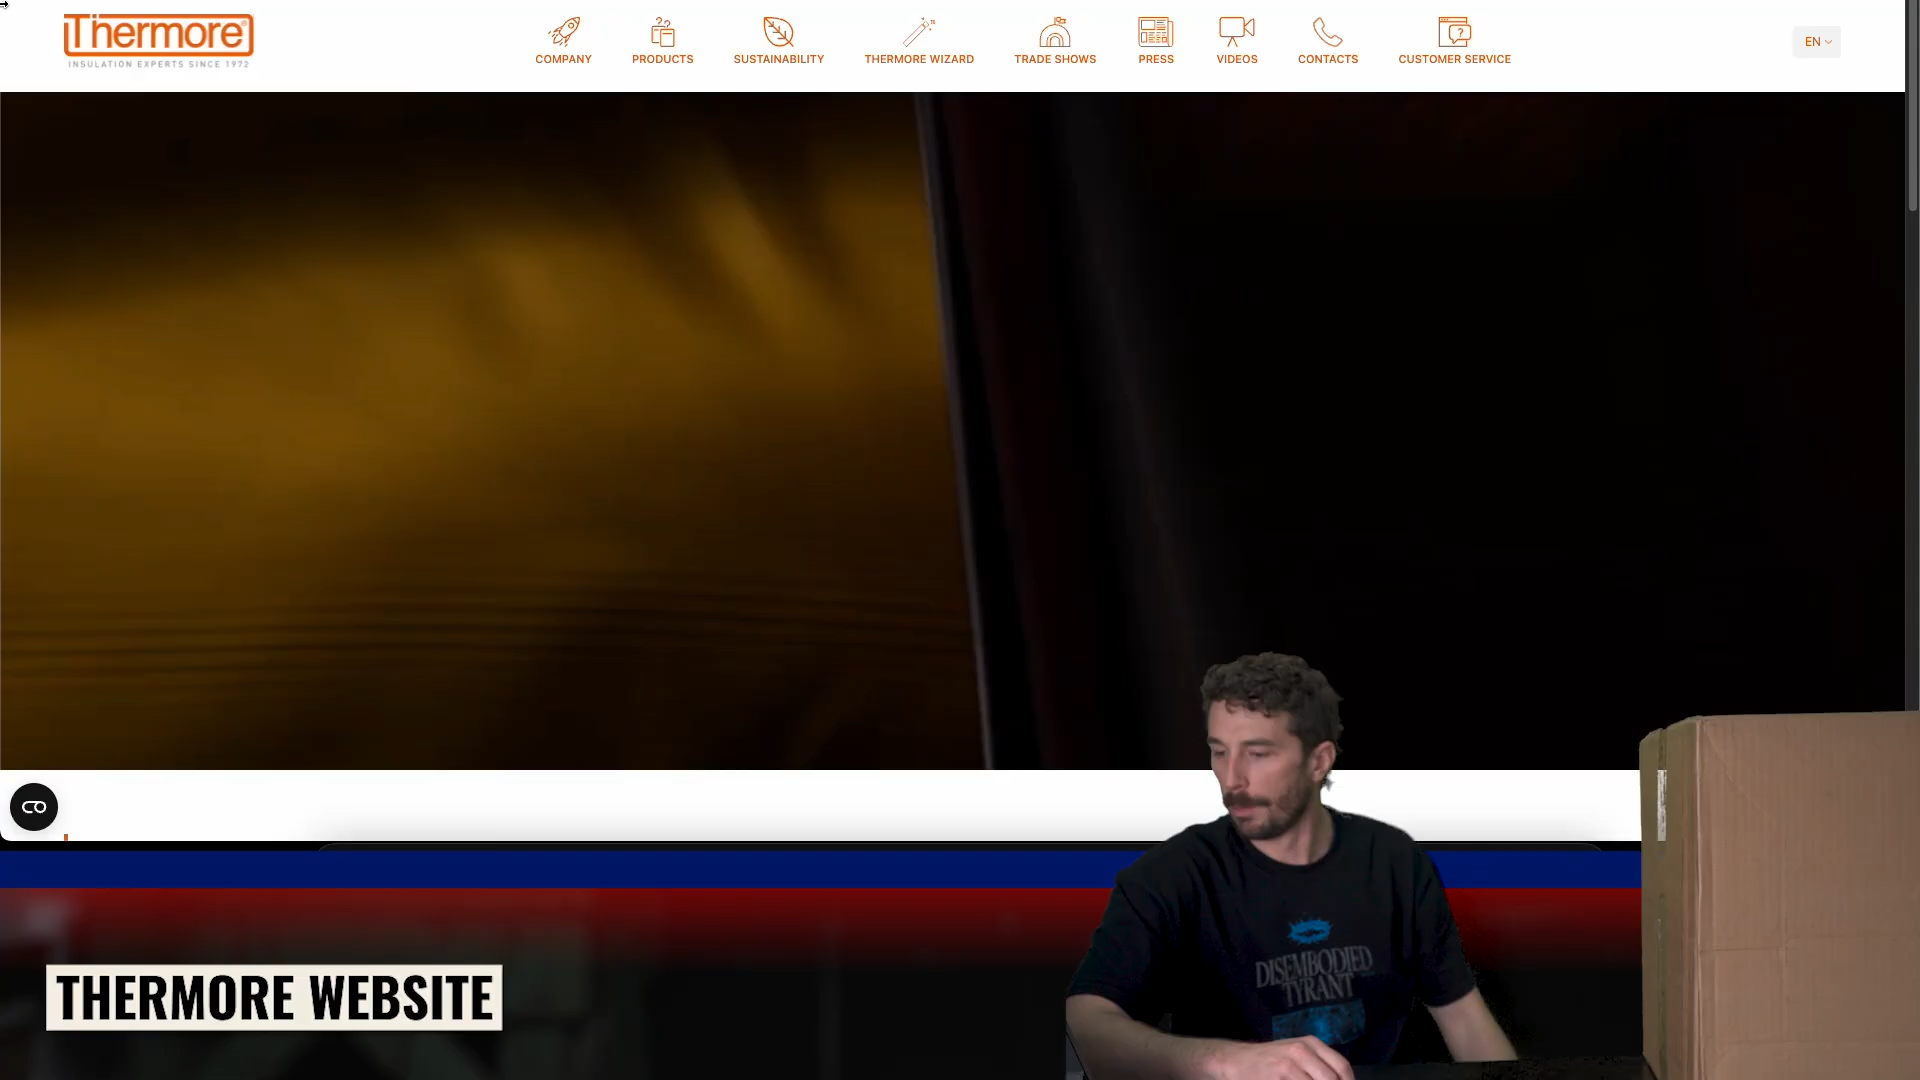 Thermore®
INSULATION EXPERTS SINCE 1972
COMPANY
PRODUCTS
SUSTAINABILITY
THERMORE WIZARD
TRADE SHOWS
PRESS
VIDEOS
CONTACTS
CUSTOMER SERVICE
EN
DISEMBODIED
TYRANT
THERMORE WEBSITE